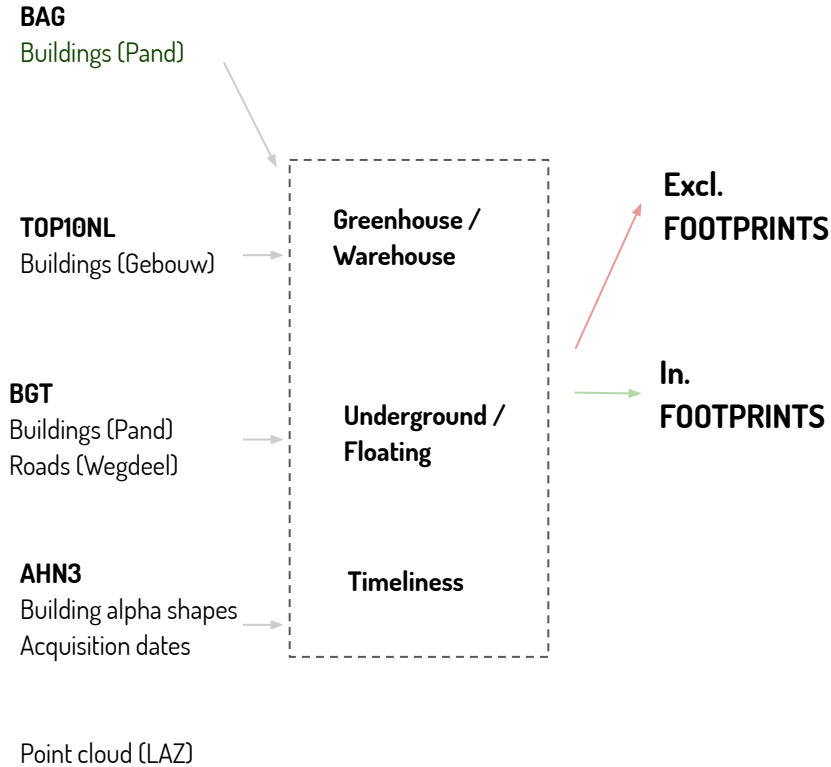 BAG
Buildings (Pand)
TOP10NL
Buildings (Gebouw)
BGT
Buildings (Pand)
Roads (Wegdeel)
AHN3
Building alpha shapes
Acquisition dates
Point cloud (LAZ)
Greenhouse /
Warehouse
Underground /
Floating
Timeliness
Excl.
FOOTPRINTS
In.
FOOTPRINTS